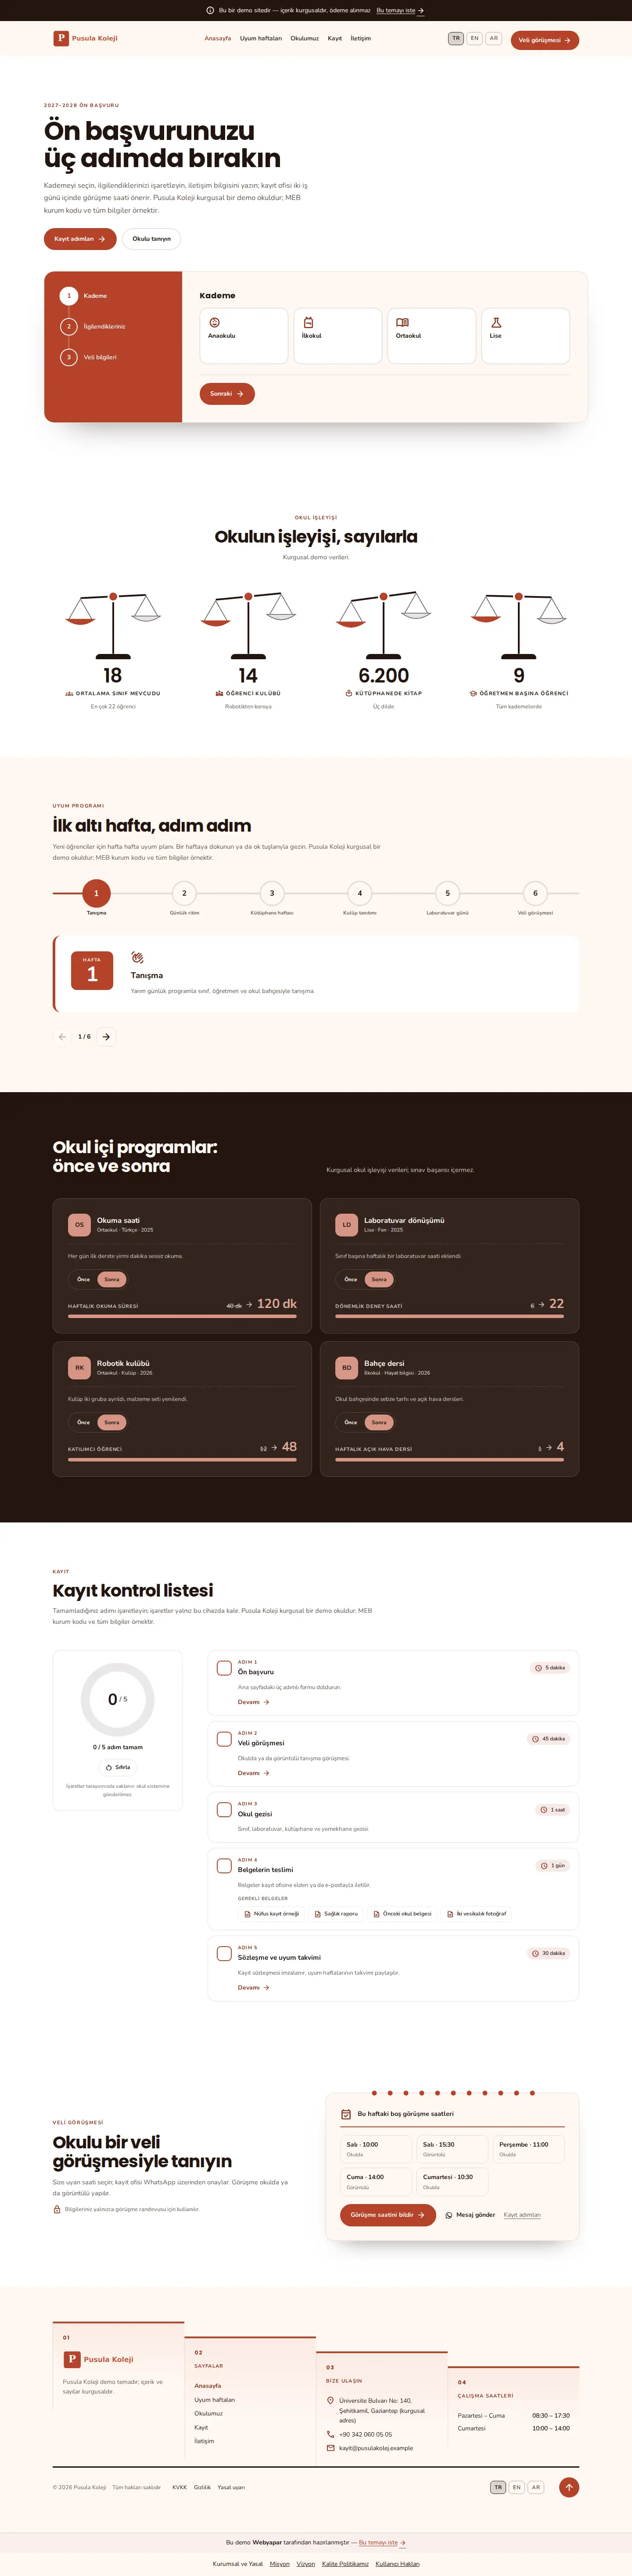 Bu bir demo sitedir — içerik kurgusaldır, ödeme alınmaz Bu temayı iste →
P Pusula Koleji
Anasayfa Uyum haftaları Okulumuz Kayıt İletişim
TR EN AR
Veli görüşmesi →
2027-2028 ÖN BAŞVURU
Ön başvurunuzu
üç adımda bırakın
Kademeyi seçin, ilgilendiklerinizi işaretleyin, iletişim bilgisini yazın; kayıt ofisi iki iş
günü içinde görüşme saati önerir. Pusula Koleji kurgusal bir demo okuldur; MEB
kurum kodu ve tüm bilgiler örnektir.
Kayıt adımları →
Okulu tanıyın
1 Kademe
2 İlgilendikleriniz
3 Veli bilgileri
Kademe
Anaokulu
İlkokul
Ortaokul
Lise
Sonraki →
OKUL İŞLEYİŞİ
Okulun işleyişi, sayılarla
Kurgusal demo verileri.
18
ORTALAMA SINIF MEVCUDU
En çok 22 öğrenci
14
ÖĞRENCİ KULÜBÜ
Robotikten koroya
6.200
KÜTÜPHANEDE KİTAP
Üç dilde
9
ÖĞRETMEN BAŞINA ÖĞRENCİ
Tüm kademelerde
UYUM PROGRAMI
İlk altı hafta, adım adım
Yeni öğrenciler için altı hafta uyum planı. Bir haftaya dokunun ya da ok tuşlarıyla gezin. Pusula Koleji kurgusal bir
demo okuldur; MEB kurum kodu ve tüm bilgiler örnektir.
1 2 3 4 5 6
Tanışma Günlük ritim Kütüphane haftası Kulüp tanıtımı Laboratuvar günü Veli görüşmesi
HAFTA
1
Tanışma
Yarım günlük programla sınıf, öğretmen ve okul bahçesiyle tanışma.
← 1 / 6 →
Okul içi programlar:
önce ve sonra
Kurgusal okul işleyişi verileri; sınav başarısı içermez.
OS
Okuma saati
Ortaokul · Türkçe · 2025
Her gün ilk derste yirmi dakika sessiz okuma.
Önce Sonra
HAFTALIK OKUMA SÜRESİ
40 dk → 120 dk
LD
Laboratuvar dönüşümü
Lise · Fen · 2025
Sınıf başına haftalık bir laboratuvar saati eklendi.
Önce Sonra
DÖNEMLİK DENEY SAATİ
6 → 22
RK
Robotik kulübü
Ortaokul · Kulüp · 2026
Kulüp iki gruba ayrıldı, malzeme seti yenilendi.
Önce Sonra
KATILIMCI ÖĞRENCİ
12 → 48
BD
Bahçe dersi
İlkokul · Hayat bilgisi · 2026
Okul bahçesinde sebze tarhı ve açık hava dersleri.
Önce Sonra
HAFTALIK AÇIK HAVA DERSİ
1 → 4
KAYIT
Kayıt kontrol listesi
Tamamladığınız adımı işaretleyin; işaretler yalnız bu cihazda kalır. Pusula Koleji kurgusal bir demo okuldur; MEB
kurum kodu ve tüm bilgiler örnektir.
0 / 5
0 / 5 adım tamam
Sıfırla
İşaretler tarayıcınızda saklanır; okul sistemine
gönderilmez.
ADIM 1
Ön başvuru
5 dakika
Ana sayfadaki üç adımlı formu doldurun.
Devamı →
ADIM 2
Veli görüşmesi
45 dakika
Okulda ya da görüntülü tanışma görüşmesi.
Devamı →
ADIM 3
Okul gezisi
1 saat
Sınıf, laboratuvar, kütüphane ve yemekhane gezisi.
ADIM 4
Belgelerin teslimi
1 gün
Belgeler kayıt ofisine elden ya da e-postayla iletilir.
GEREKLİ BELGELER
Nüfus kayıt örneği
Sağlık raporu
Önceki okul belgesi
İki vesikalık fotoğraf
ADIM 5
Sözleşme ve uyum takvimi
30 dakika
Kayıt sözleşmesi imzalanır, uyum haftalarının takvimi paylaşılır.
Devamı →
VELİ GÖRÜŞMESİ
Okulu bir veli
görüşmesiyle tanıyın
Size uyan saati seçin; kayıt ofisi WhatsApp üzerinden onaylar. Görüşme okulda ya
da görüntülü yapılır.
Bilgileriniz yalnızca görüşme randevusu için kullanılır.
Bu haftaki boş görüşme saatleri
Salı · 10:00
Okulda
Salı · 15:30
Görüntülü
Perşembe · 11:00
Okulda
Cuma · 14:00
Görüntülü
Cumartesi · 10:30
Okulda
Görüşme saatini bildir →
Mesaj gönder
Kayıt adımları
01
P Pusula Koleji
Pusula Koleji demo temadır; içerik ve
sayılar kurgusaldır.
02
SAYFALAR
Anasayfa
Uyum haftaları
Okulumuz
Kayıt
İletişim
03
BİZE ULAŞIN
Üniversite Bulvarı No: 140,
Şehitkamil, Gaziantep (kurgusal
adres)
+90 342 060 05 05
kayit@pusulakolej.example
04
ÇALIŞMA SAATLERİ
Pazartesi – Cuma 08:30 – 17:30
Cumartesi 10:00 – 14:00
© 2026 Pusula Koleji Tüm hakları saklıdır KVKK Gizlilik Yasal uyarı
TR EN AR
Bu demo Webyapar tarafından hazırlanmıştır — Bu temayı iste →
Kurumsal ve Yasal Misyon Vizyon Kalite Politikamız Kullanıcı Hakları